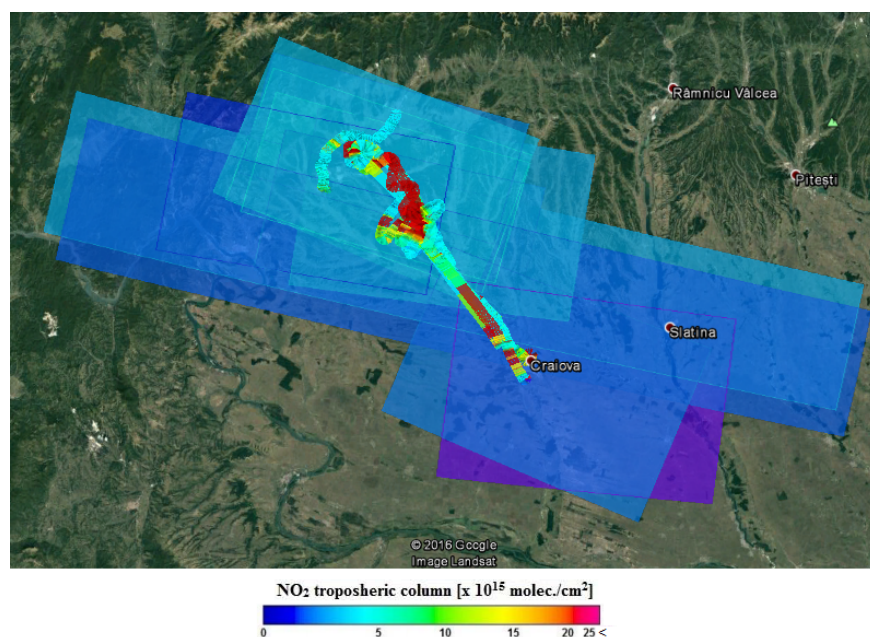 Râmnicu Vâlcea
Pitești
Slatina
Craiova
© 2016 Google
Image Landsat
NO₂ troposheric column [x 10¹⁵ molec./cm²]
0 5 10 15 20 25 <